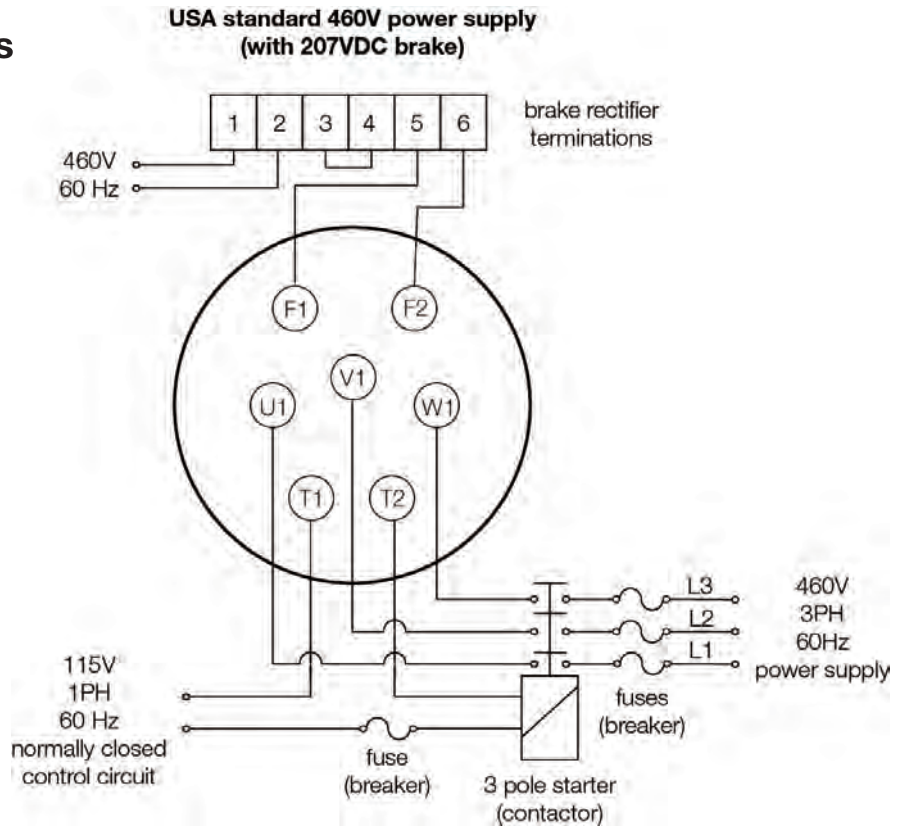 USA standard 460V power supply
(with 207VDC brake)
s
1 2 3 4 5 6
brake rectifier
terminations
460V
60 Hz
F1 F2
V1
U1 W1
T1 T2
L3
L2
L1
460V
3PH
60Hz
power supply
115V
1PH
60 Hz
normally closed
control circuit
fuse
(breaker)
fuses
(breaker)
3 pole starter
(contactor)